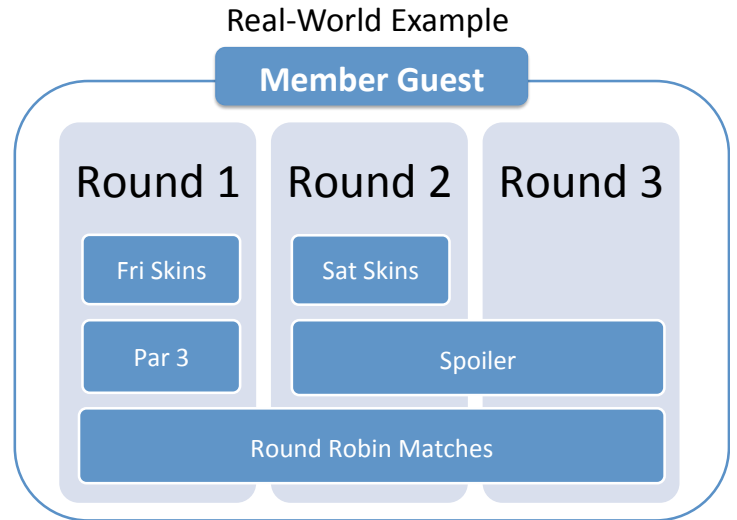 Real-World Example
Member Guest
Round 1
Round 2
Round 3
Fri Skins
Sat Skins
Par 3
Spoiler
Round Robin Matches